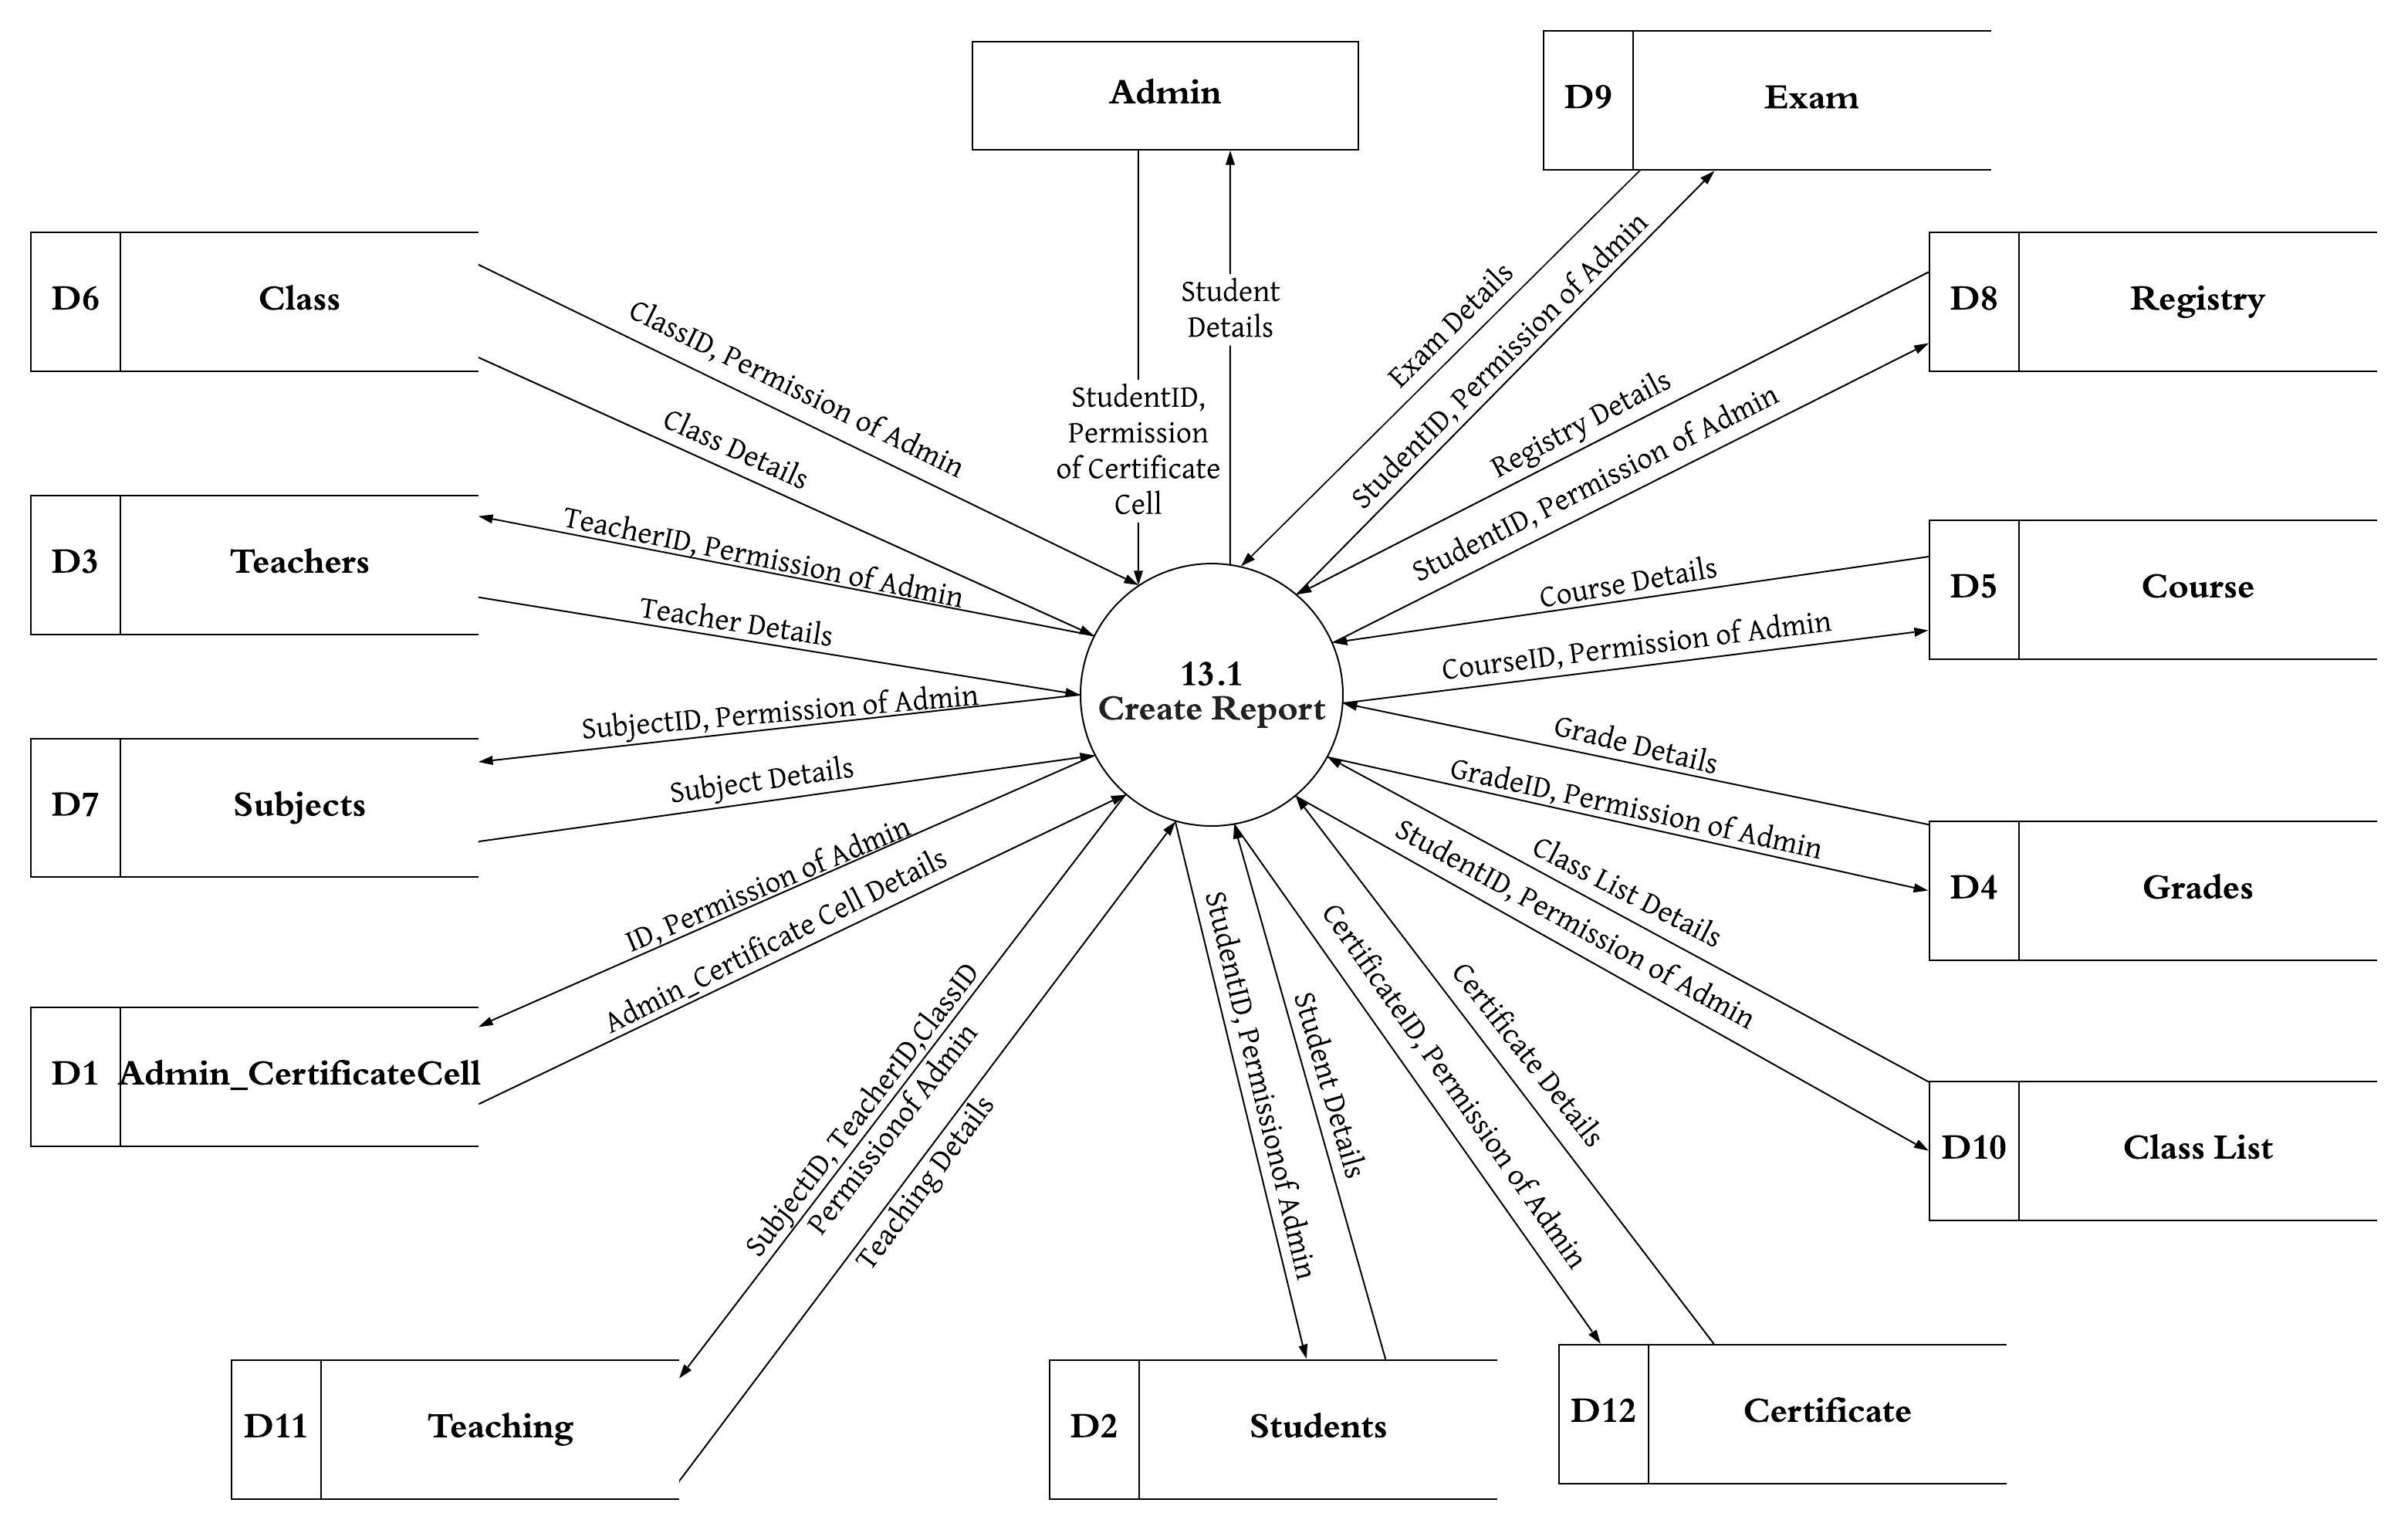 Admin
D9
Exam
D6
Class
D8
Registry
Student
Details
StudentID,
Permission
of Certificate
Cell
Exam Details
StudentID, Permission of Admin
ClassID, Permission of Admin
Class Details
Registry Details
StudentID, Permission of Admin
D3
Teachers
TeacherID, Permission of Admin
Teacher Details
Course Details
CourseID, Permission of Admin
D5
Course
13.1
Create Report
D7
Subjects
SubjectID, Permission of Admin
Subject Details
Grade Details
GradeID, Permission of Admin
D4
Grades
ID, Permission of Admin
Admin_Certificate Cell Details
Class List Details
StudentID, Permission of Admin
D1
Admin_CertificateCell
D10
Class List
SubjectID, TeacherID,ClassID
Permissionof Admin
Teaching Details
StudentID, Permissionof Admin
Student Details
CertificateID, Permission of Admin
Certificate Details
D11
Teaching
D2
Students
D12
Certificate